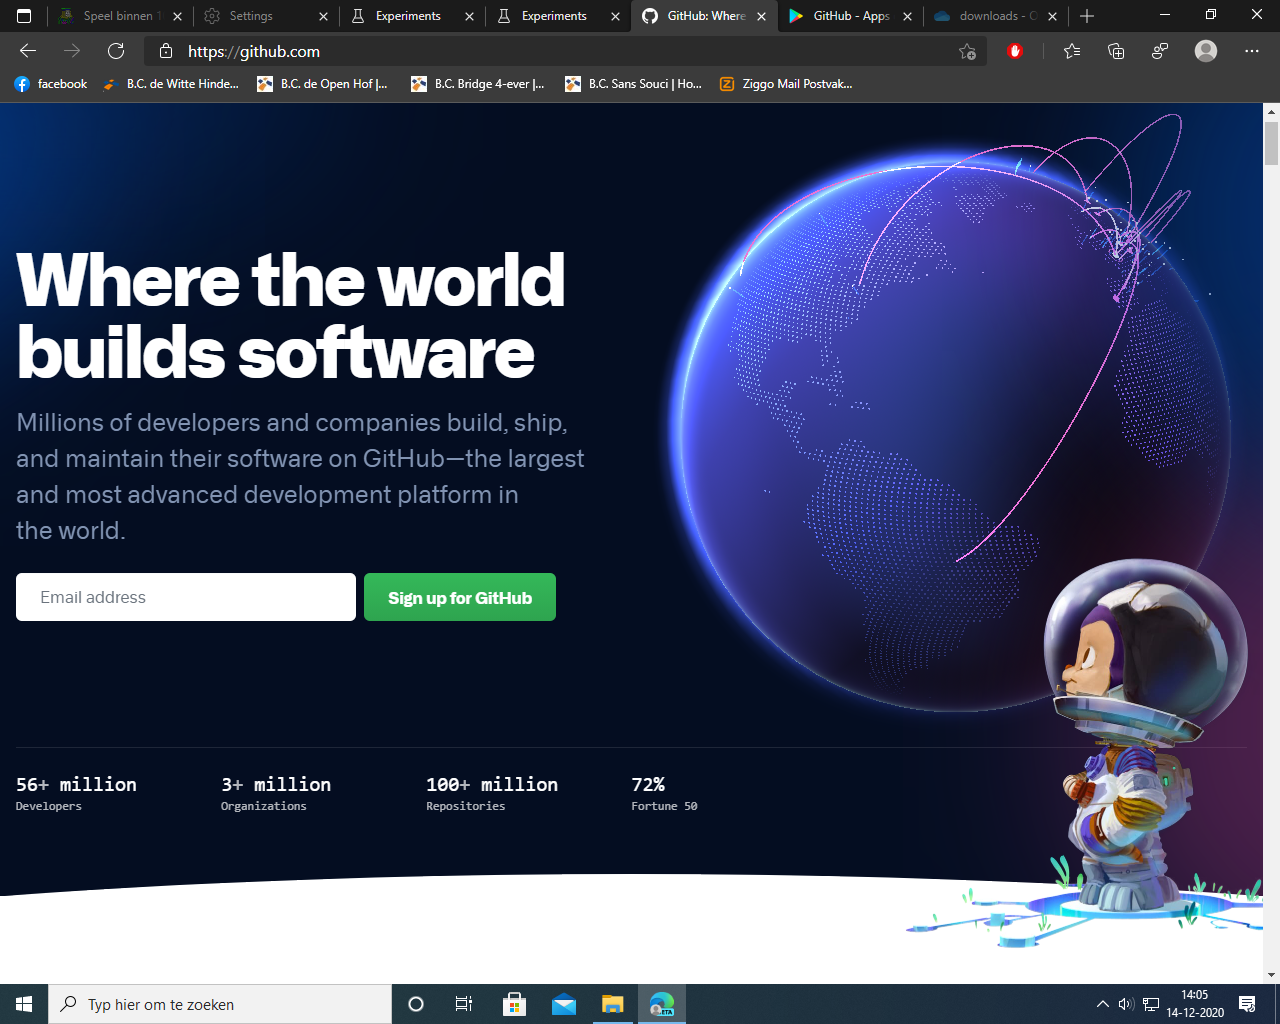 Speel binnen 1
Settings
Experiments
Experiments
GitHub: Where
GitHub - Apps
downloads - O
https://github.com
facebook
B.C. de Witte Hinde...
B.C. de Open Hof |...
B.C. Bridge 4-ever |...
B.C. Sans Souci | Ho...
Ziggo Mail Postvak...
Where the world
builds software
Millions of developers and companies build, ship,
and maintain their software on GitHub—the largest
and most advanced development platform in
the world.
Email address
Sign up for GitHub
56+ million
Developers
3+ million
Organizations
100+ million
Repositories
72%
Fortune 50
Typ hier om te zoeken
BETA
14:05
14-12-2020